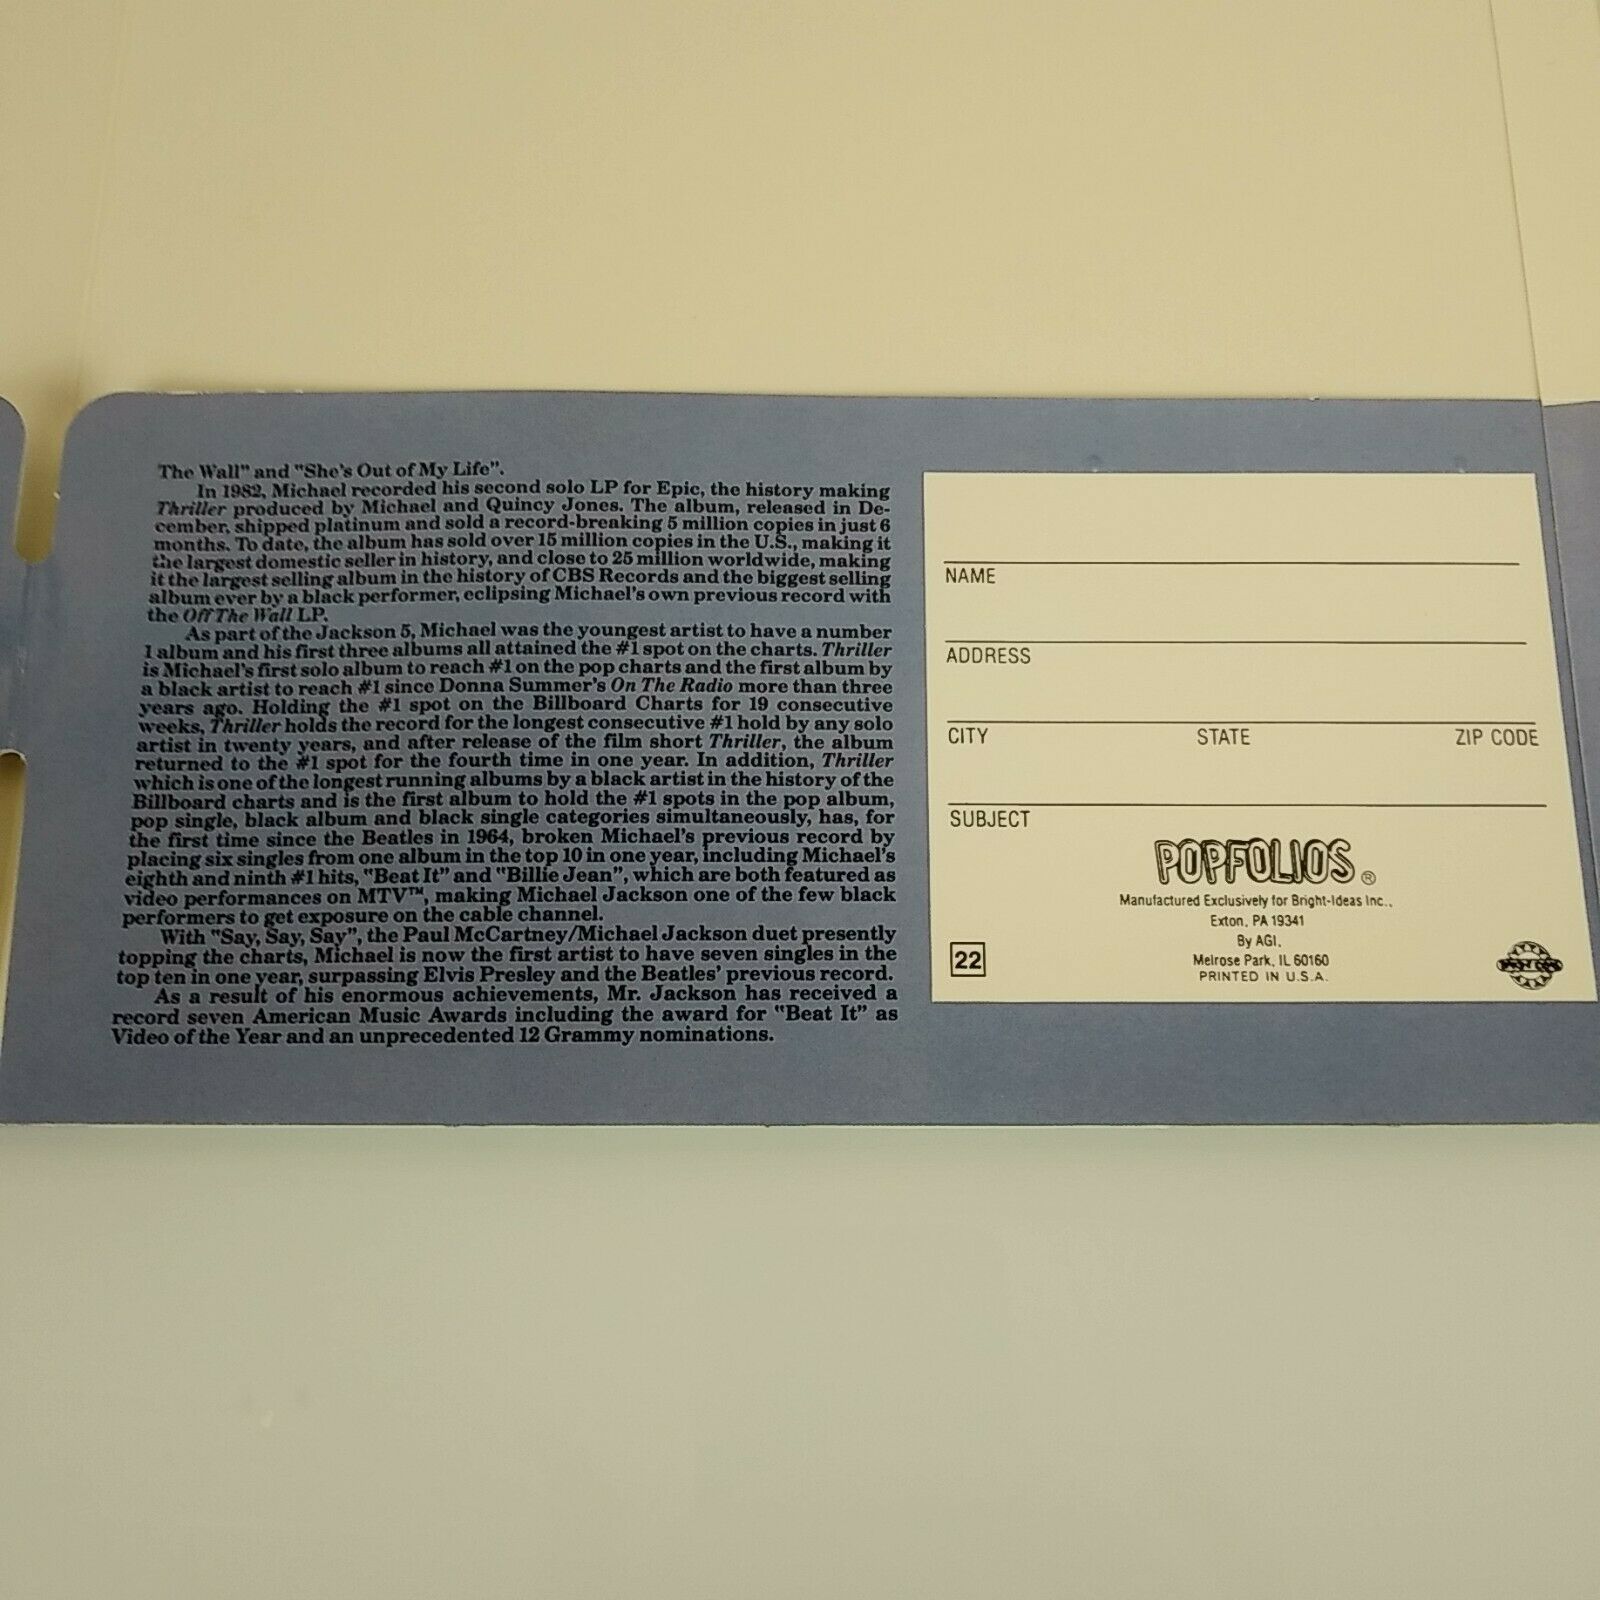 The Wall" and "She's Out of My Life".
In 1982, Michael recorded his second solo LP for Epic, the history making
Thriller produced by Michael and Quincy Jones. The album, released in De-
cember, shipped platinum and sold a record-breaking 5 million copies in just 6
months. To date, the album has sold over 15 million copies in the U.S., making it
the largest domestic seller in history, and close to 25 million worldwide, making
it the largest selling album in the history of CBS Records and the biggest selling
album ever by a black performer, eclipsing Michael's own previous record with
the Off The Wall LP.
As part of the Jackson 5, Michael was the youngest artist to have a number
1 album and his first three albums all attained the #1 spot on the charts. Thriller
is Michael's first solo album to reach #1 on the pop charts and the first album by
a black artist to reach #1 since Donna Summer's On The Radio more than three
years ago. Holding the #1 spot on the Billboard Charts for 19 consecutive
weeks, Thriller holds the record for the longest consecutive #1 hold by any solo
artist in twenty years, and after release of the film short Thriller, the album
returned to the #1 spot for the fourth time in one year. In addition, Thriller
which is one of the longest running albums by a black artist in the history of the
Billboard charts and is the first album to hold the #1 spots in the pop album,
pop single, black album and black single categories simultaneously, has, for
the first time since the Beatles in 1964, broken Michael's previous record by
placing six singles from one album in the top 10 in one year, including Michael's
eighth and ninth #1 hits, "Beat It" and "Billie Jean", which are both featured as
video performances on MTV™, making Michael Jackson one of the few black
performers to get exposure on the cable channel.
With "Say, Say, Say", the Paul McCartney/Michael Jackson duet presently
topping the charts, Michael is now the first artist to have seven singles in the
top ten in one year, surpassing Elvis Presley and the Beatles' previous record.
As a result of his enormous achievements, Mr. Jackson has received a
record seven American Music Awards including the award for "Beat It" as
Video of the Year and an unprecedented 12 Grammy nominations.
NAME
ADDRESS
CITY STATE ZIP CODE
SUBJECT
POPFOLIOS®
Manufactured Exclusively for Bright-Ideas Inc.,
Exton, PA 19341
By AGI,
Melrose Park, IL 60160
PRINTED IN U.S.A.
22